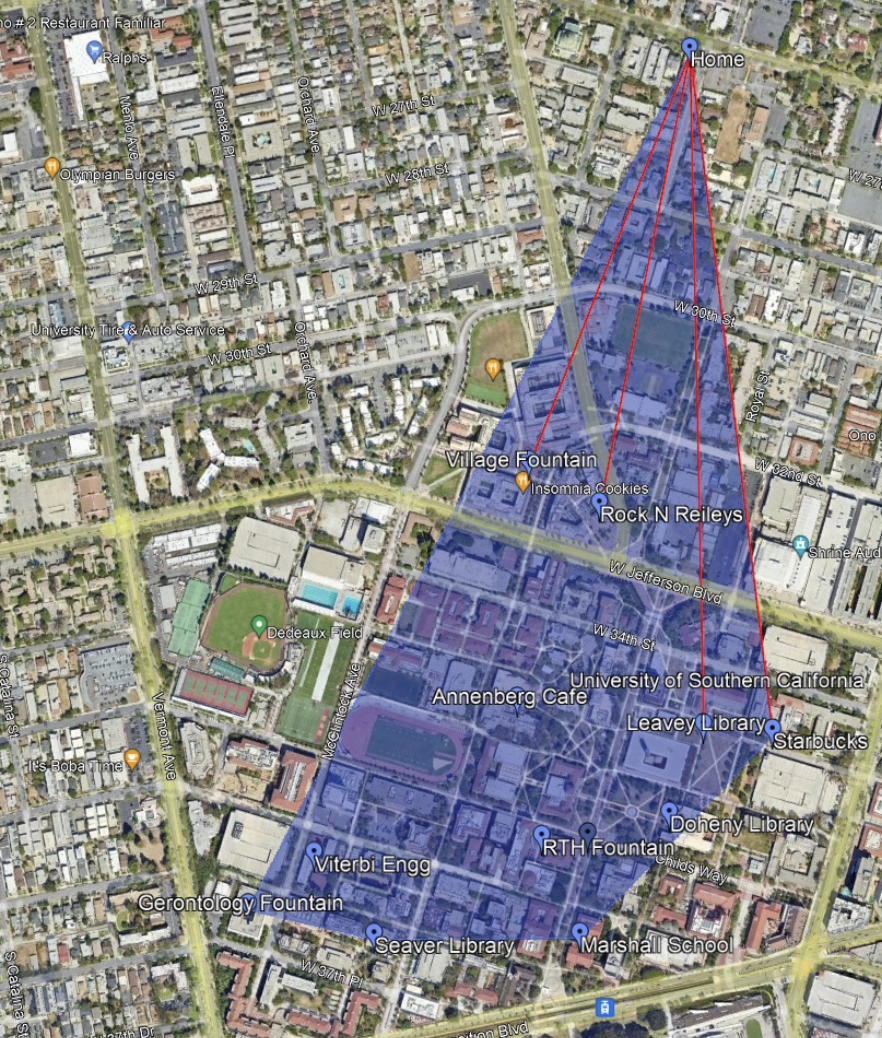 no # 2 Restaurant Familiar
Ralphs
Home
Menlo Ave
Ellendale Pl
Orchard Ave
W 27th St
Olympian Burgers
W 28th St
W 27
W 29th St
W 30th St
University Tire & Auto Service
W 30th St
Orchard Ave
Royal St
Ono
Village Fountain
W 32nd St
Insomnia Cookies
Rock N Reileys
Shrine Aud
W Jefferson Blvd
Dedeaux Field
W 34th St
S Catalina St
McClintock Ave
University of Southern California
Annenberg Cafe
Vermont Ave
Leavey Library
Starbucks
It's Boba Time
Doheny Library
RTH Fountain
Viterbi Engg
Childs Way
Gerontology Fountain
Seaver Library
Marshall School
W 37th Pl
S Catalina St
W 37th Dr
sition Blvd